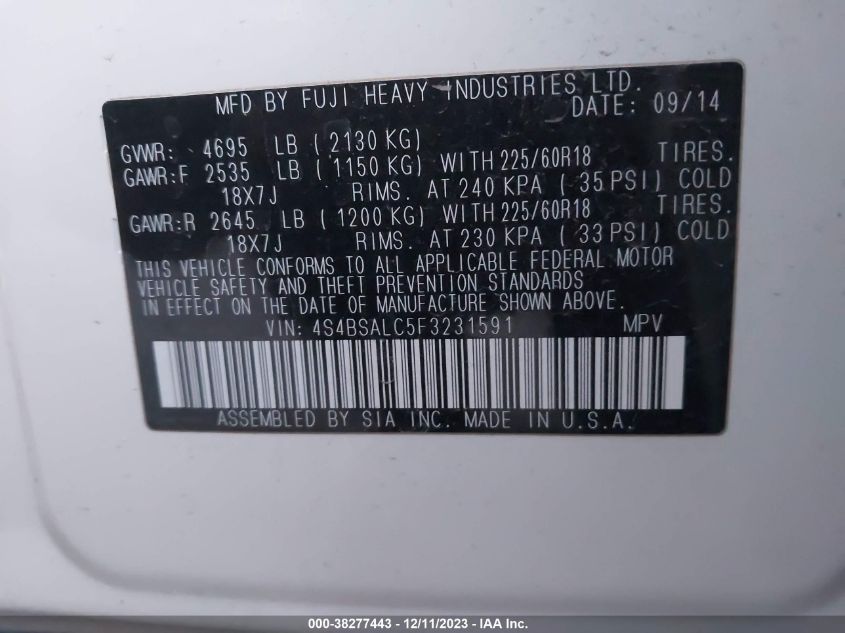 MFD BY FUJI HEAVY INDUSTRIES LTD.
DATE: 09/14
GVWR: 4695 LB ( 2130 KG)
GAWR:F 2535 LB ( 1150 KG) WITH 225/60R18 TIRES.
18X7J RIMS. AT 240 KPA ( 35 PSI) COLD
GAWR:R 2645 LB ( 1200 KG) WITH 225/60R18 TIRES.
18X7J RIMS. AT 230 KPA ( 33 PSI) COLD
THIS VEHICLE CONFORMS TO ALL APPLICABLE FEDERAL MOTOR
VEHICLE SAFETY AND THEFT PREVENTION STANDARDS
IN EFFECT ON THE DATE OF MANUFACTURE SHOWN ABOVE.
VIN: 4S4BSALC5F3231591 MPV
ASSEMBLED BY SIA INC. MADE IN U.S.A.
000-38277443 - 12/11/2023 - IAA Inc.